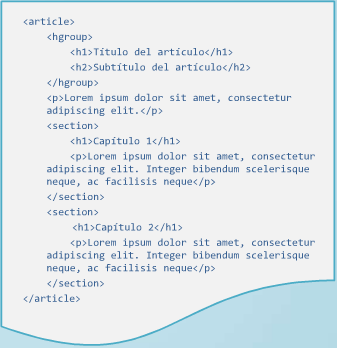 <article>
<hgroup>
<h1>Título del artículo</h1>
<h2>Subtítulo del artículo</h2>
</hgroup>
<p>Lorem ipsum dolor sit amet, consectetur
adipiscing elit.</p>
<section>
<h1>Capítulo 1</h1>
<p>Lorem ipsum dolor sit amet, consectetur
adipiscing elit. Integer bibendum scelerisque
neque, ac facilisis neque</p>
</section>
<section>
<h1>Capítulo 2</h1>
<p>Lorem ipsum dolor sit amet, consectetur
adipiscing elit. Integer bibendum scelerisque
neque, ac facilisis neque</p>
</section>
</article>